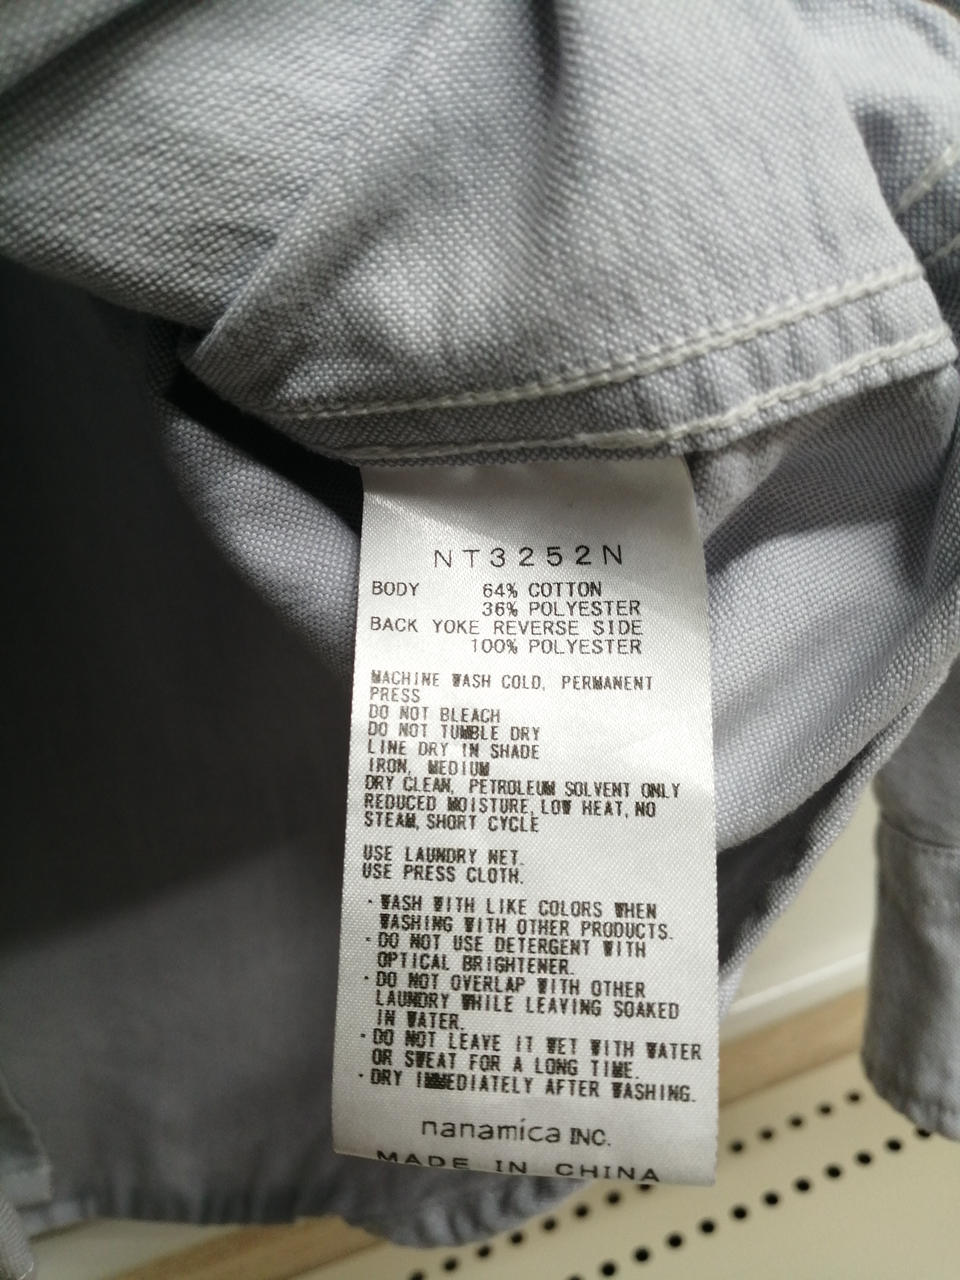 NT3252N
BODY 64% COTTON
36% POLYESTER
BACK YOKE REVERSE SIDE
100% POLYESTER
MACHINE WASH COLD, PERMANENT
PRESS
DO NOT BLEACH
DO NOT TUMBLE DRY
LINE DRY IN SHADE
IRON, MEDIUM
DRY CLEAN, PETROLEUM SOLVENT ONLY
REDUCED MOISTURE, LOW HEAT, NO
STEAM, SHORT CYCLE
USE LAUNDRY NET.
USE PRESS CLOTH.
・WASH WITH LIKE COLORS WHEN
WASHING WITH OTHER PRODUCTS.
・DO NOT USE DETERGENT WITH
OPTICAL BRIGHTENER.
・DO NOT OVERLAP WITH OTHER
LAUNDRY WHILE LEAVING SOAKED
IN WATER.
・DO NOT LEAVE IT WET WITH WATER
OR SWEAT FOR A LONG TIME.
・DRY IMMEDIATELY AFTER WASHING.
nanamica INC.
MADE IN CHINA